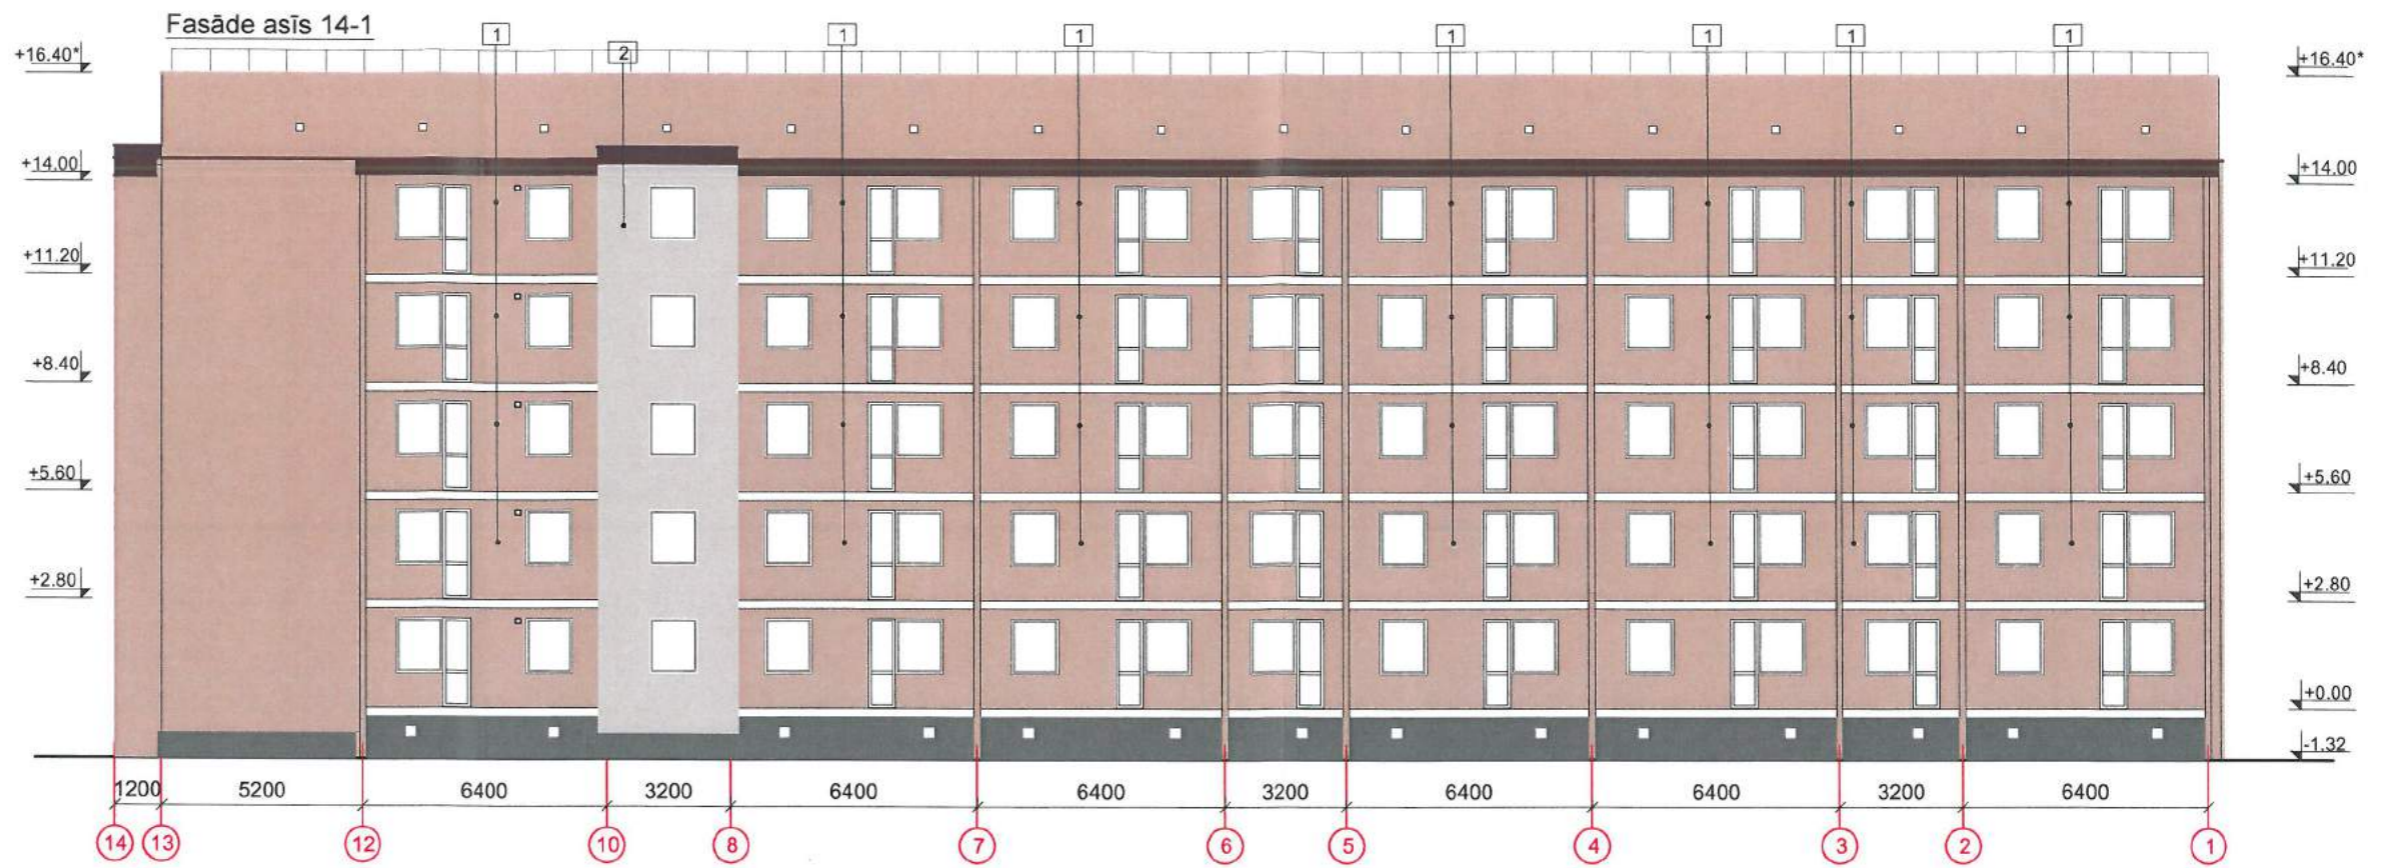 Fasāde asīs 14-1
1 2 1 1 1 1 1 1
+16.40* +16.40*
+14.00 +14.00
+11.20 +11.20
+8.40 +8.40
+5.60 +5.60
+2.80 +2.80
+0.00
-1.32
1200 5200 6400 3200 6400 6400 3200 6400 6400 3200 6400
14 13 12 10 8 7 6 5 4 3 2 1